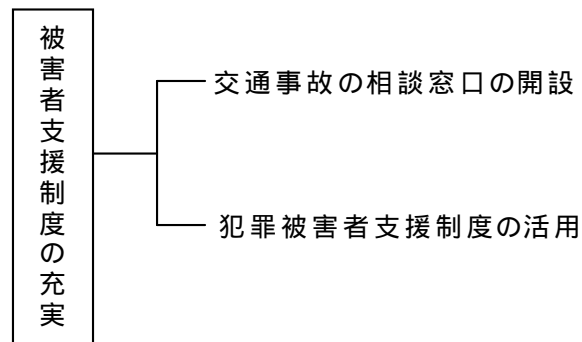 被害者支援制度の充実
交通事故の相談窓口の開設
犯罪被害者支援制度の活用